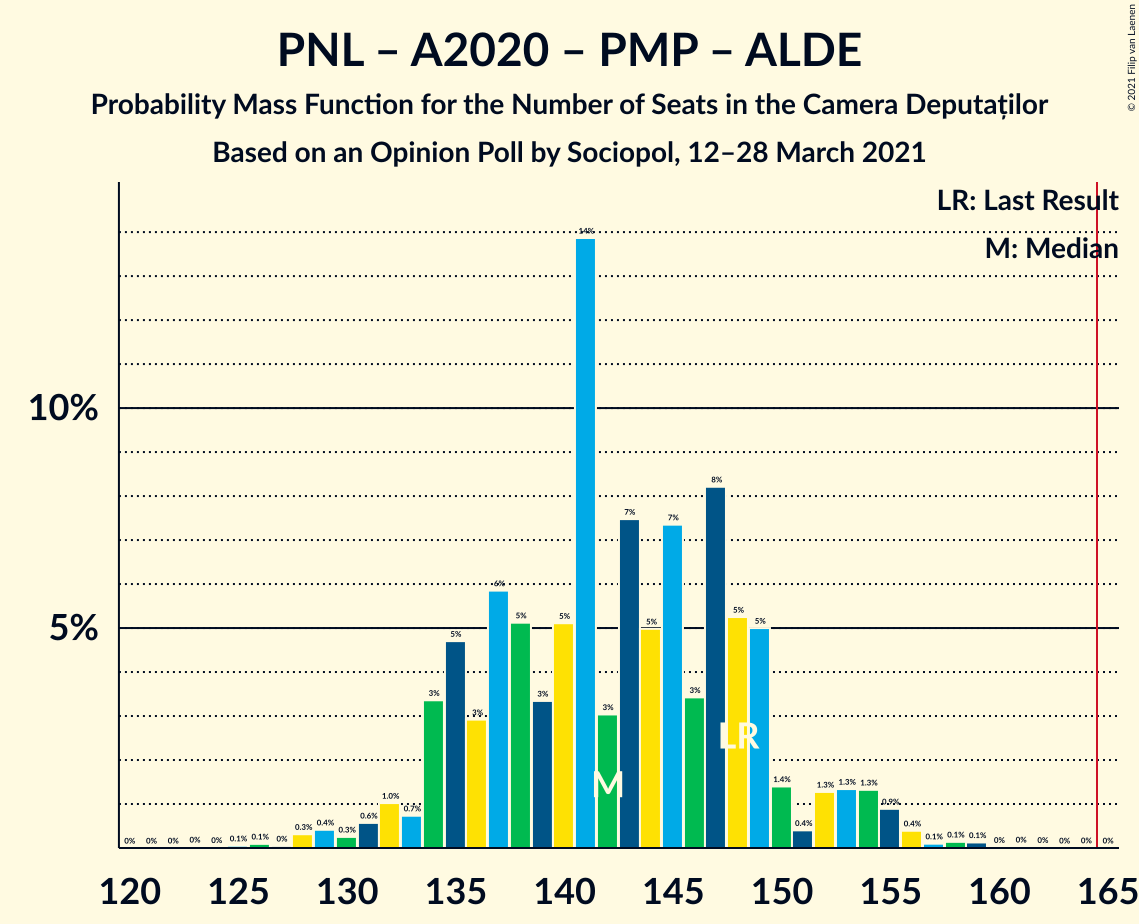 © 2021 Filip van Laenen
PNL – A2020 – PMP – ALDE
Probability Mass Function for the Number of Seats in the Camera Deputaților
Based on an Opinion Poll by Sociopol, 12–28 March 2021
LR: Last Result
M: Median
10%
5%
0% 0% 0% 0% 0% 0.1% 0.1% 0% 0.3% 0.4% 0.3% 0.6% 1.0% 0.7% 3% 5% 3% 6% 5% 3% 5% 14% 3% 7% 5% 7% 3% 8% 5% 5% 1.4% 0.4% 1.3% 1.3% 1.3% 0.9% 0.4% 0.1% 0.1% 0.1% 0% 0% 0% 0% 0% 0%
LR
M
120 125 130 135 140 145 150 155 160 165